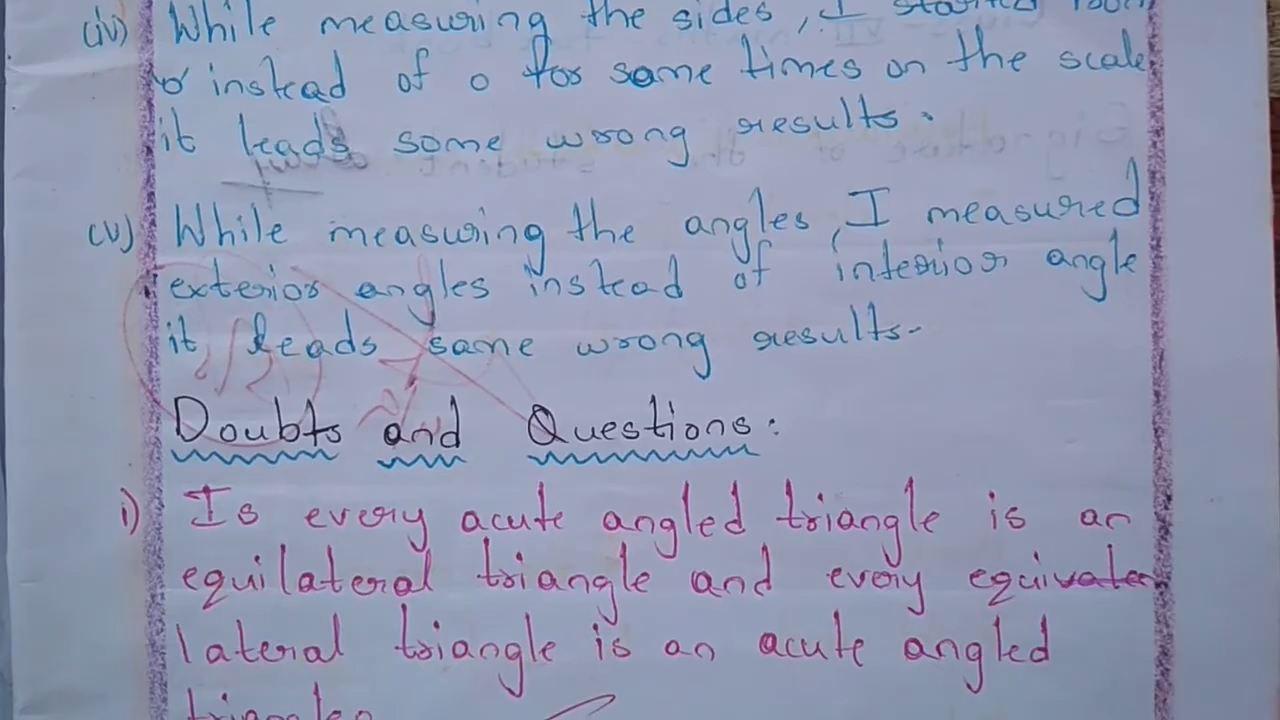 (iv) While measuring the sides, I started from
instead of 0 for some times on the scale
it leads some wrong results.
(v) While measuring the angles, I measured
exterior angles instead of interior angle
it leads some wrong results.
Doubts and Questions:
i) Is every acute angled triangle is an
equilateral triangle and every equi
lateral triangle is an acute angled